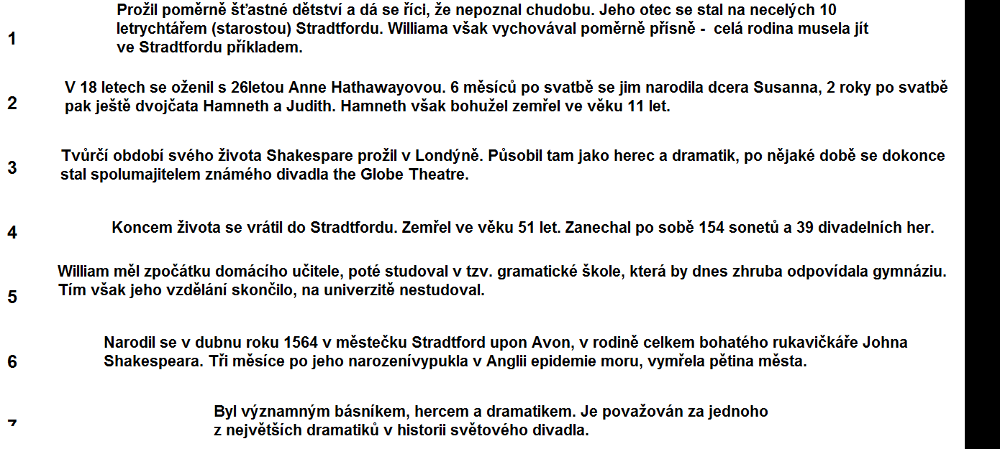 Prožil poměrně šťastné dětství a dá se říci, že nepoznal chudobu. Jeho otec se stal na necelých 10
1 letrychtářem (starostou) Stradtfordu. Williama však vychovával poměrně přísně - celá rodina musela jít
ve Stradtfordu příkladem.
V 18 letech se oženil s 26letou Anne Hathawayovou. 6 měsíců po svatbě se jim narodila dcera Susanna, 2 roky po svatbě
2 pak ještě dvojčata Hamneth a Judith. Hamneth však bohužel zemřel ve věku 11 let.
Tvůrčí období svého života Shakespare prožil v Londýně. Působil tam jako herec a dramatik, po nějaké době se dokonce
3 stal spolumajitelem známého divadla the Globe Theatre.
4 Koncem života se vrátil do Stradtfordu. Zemřel ve věku 51 let. Zanechal po sobě 154 sonetů a 39 divadelních her.
William měl zpočátku domácího učitele, poté studoval v tzv. gramatické škole, která by dnes zhruba odpovídala gymnáziu.
5 Tím však jeho vzdělání skončilo, na univerzitě nestudoval.
Narodil se v dubnu roku 1564 v městečku Stradtford upon Avon, v rodině celkem bohatého rukavičkáře Johna
6 Shakespeara. Tři měsíce po jeho narozenívypukla v Anglii epidemie moru, vymřela pětina města.
Byl významným básníkem, hercem a dramatikem. Je považován za jednoho
7 z největších dramatiků v historii světového divadla.